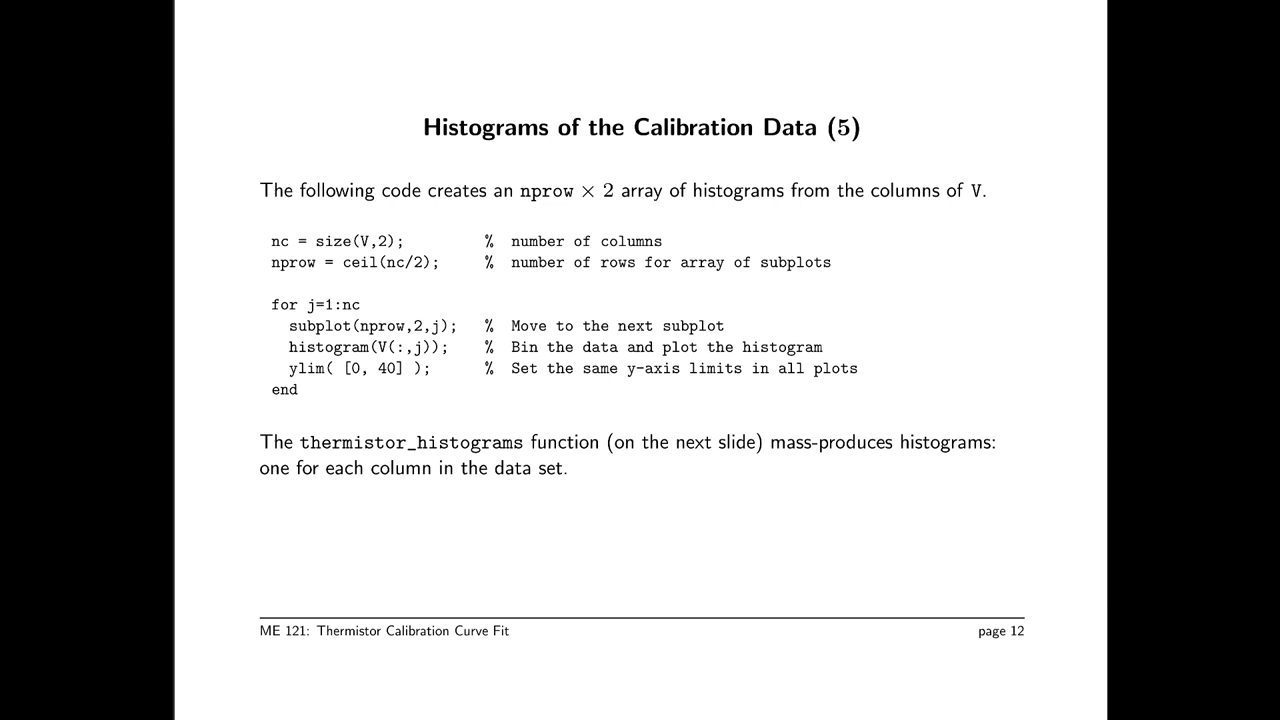 Histograms of the Calibration Data (5)
The following code creates an nprow × 2 array of histograms from the columns of V.
nc = size(V,2); % number of columns
nprow = ceil(nc/2); % number of rows for array of subplots
for j=1:nc
subplot(nprow,2,j); % Move to the next subplot
histogram(V(:,j)); % Bin the data and plot the histogram
ylim( [0, 40] ); % Set the same y-axis limits in all plots
end
The thermistor_histograms function (on the next slide) mass-produces histograms:
one for each column in the data set.
ME 121: Thermistor Calibration Curve Fit page 12